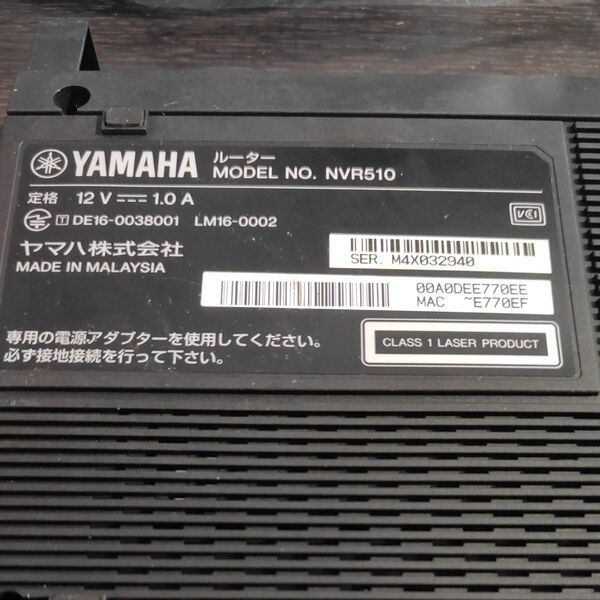 YAMAHA ルーター
MODEL NO. NVR510
定格 12 V 1.0 A
T DE16-0038001 LM16-0002
VCI
ヤマハ株式会社
MADE IN MALAYSIA
SER. M4X032940
00A0DEE770EE
MAC ~E770EF
専用の電源アダプターを使用してください。
必ず接地接続を行って下さい。
CLASS 1 LASER PRODUCT